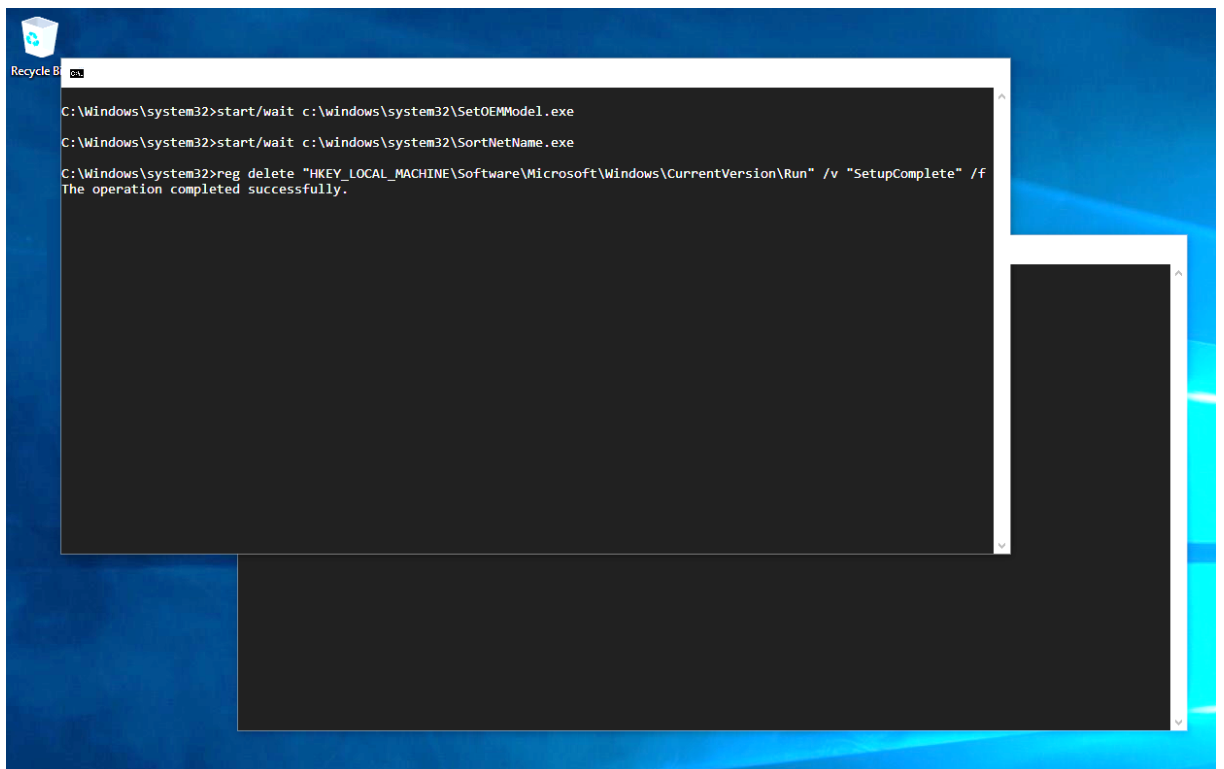 Recycle B
C:\Windows\system32>start/wait c:\windows\system32\SetOEMModel.exe
C:\Windows\system32>start/wait c:\windows\system32\SortNetName.exe
C:\Windows\system32>reg delete "HKEY_LOCAL_MACHINE\Software\Microsoft\Windows\CurrentVersion\Run" /v "SetupComplete" /f
The operation completed successfully.